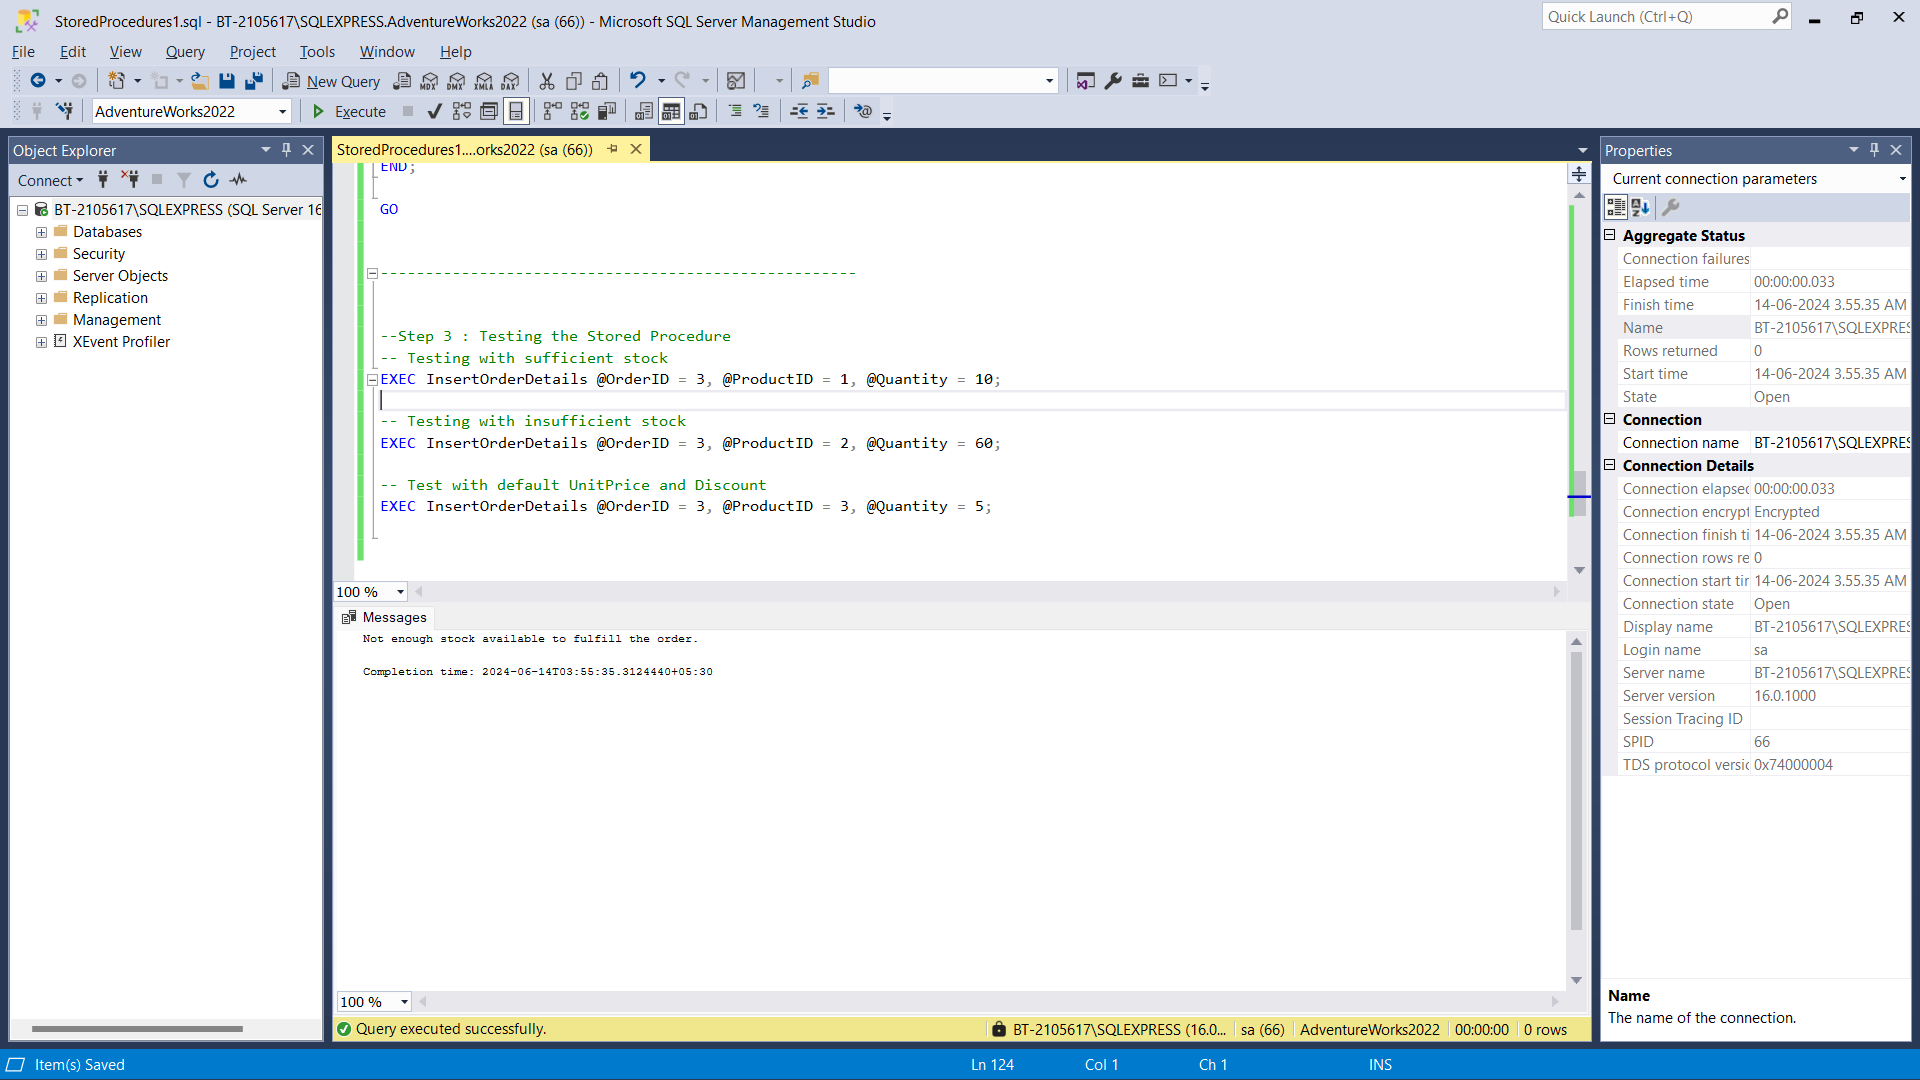 StoredProcedures1.sql - BT-2105617\SQLEXPRESS.AdventureWorks2022 (sa (66)) - Microsoft SQL Server Management Studio
Quick Launch (Ctrl+Q)
File Edit View Query Project Tools Window Help
New Query MDX DMX XMLA DAX
AdventureWorks2022
Execute
Object Explorer
Connect
BT-2105617\SQLEXPRESS (SQL Server 16
Databases
Security
Server Objects
Replication
Management
XEvent Profiler
StoredProcedures1....orks2022 (sa (66))
END;
GO
-----------------------------------------------------
--Step 3 : Testing the Stored Procedure
-- Testing with sufficient stock
EXEC InsertOrderDetails @OrderID = 3, @ProductID = 1, @Quantity = 10;
-- Testing with insufficient stock
EXEC InsertOrderDetails @OrderID = 3, @ProductID = 2, @Quantity = 60;
-- Test with default UnitPrice and Discount
EXEC InsertOrderDetails @OrderID = 3, @ProductID = 3, @Quantity = 5;
100 %
Messages
Not enough stock available to fulfill the order.
Completion time: 2024-06-14T03:55:35.3124440+05:30
100 %
Query executed successfully.
BT-2105617\SQLEXPRESS (16.0... sa (66) AdventureWorks2022 00:00:00 0 rows
Properties
Current connection parameters
Aggregate Status
Connection failures
Elapsed time 00:00:00.033
Finish time 14-06-2024 3.55.35 AM
Name BT-2105617\SQLEXPRES
Rows returned 0
Start time 14-06-2024 3.55.35 AM
State Open
Connection
Connection name BT-2105617\SQLEXPRES
Connection Details
Connection elapsec 00:00:00.033
Connection encrypt Encrypted
Connection finish ti 14-06-2024 3.55.35 AM
Connection rows re 0
Connection start tir 14-06-2024 3.55.35 AM
Connection state Open
Display name BT-2105617\SQLEXPRES
Login name sa
Server name BT-2105617\SQLEXPRES
Server version 16.0.1000
Session Tracing ID
SPID 66
TDS protocol versic 0x74000004
Name
The name of the connection.
Item(s) Saved
Ln 124 Col 1 Ch 1 INS